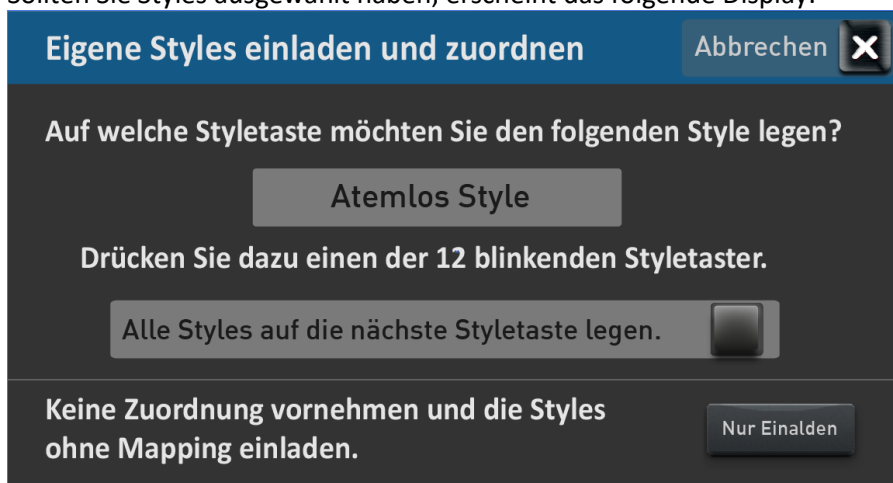 Sollten Sie Styles ausgewählt haben, erscheint das folgende Display:
Eigene Styles einladen und zuordnen
Abbrechen
Auf welche Styletaste möchten Sie den folgenden Style legen?
Atemlos Style
Drücken Sie dazu einen der 12 blinkenden Styletaster.
Alle Styles auf die nächste Styletaste legen.
Keine Zuordnung vornehmen und die Styles
ohne Mapping einladen.
Nur Einalden